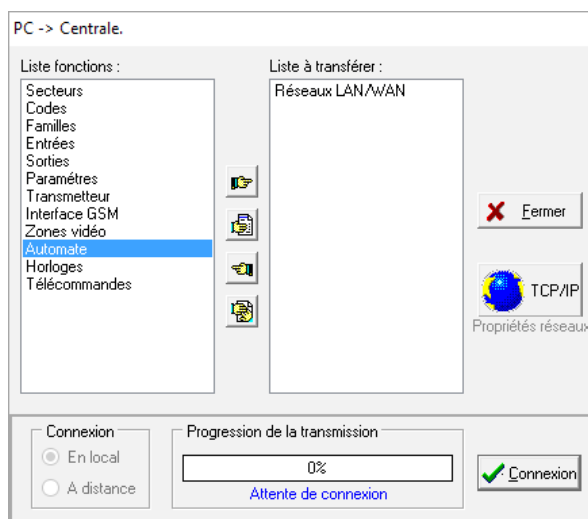 PC -> Centrale.
Liste fonctions :
Secteurs
Codes
Familles
Entrées
Sorties
Paramétres
Transmetteur
Interface GSM
Zones vidéo
Automate
Horloges
Télécommandes
Liste à transférer :
Réseaux LAN/WAN
Fermer
TCP/IP
Propriétés réseaux
Connexion
En local
A distance
Progression de la transmission
0%
Attente de connexion
Connexion